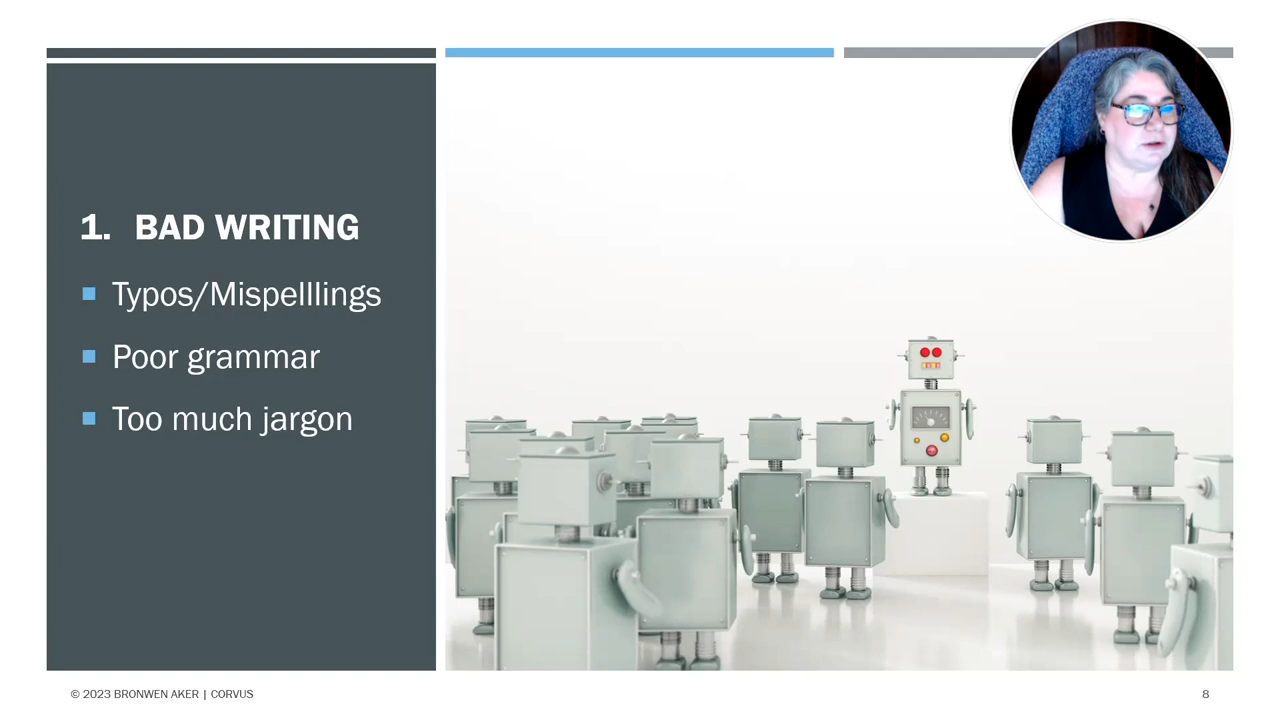 1. BAD WRITING
Typos/Mispelllings
Poor grammar
Too much jargon
© 2023 BRONWEN AKER | CORVUS
8